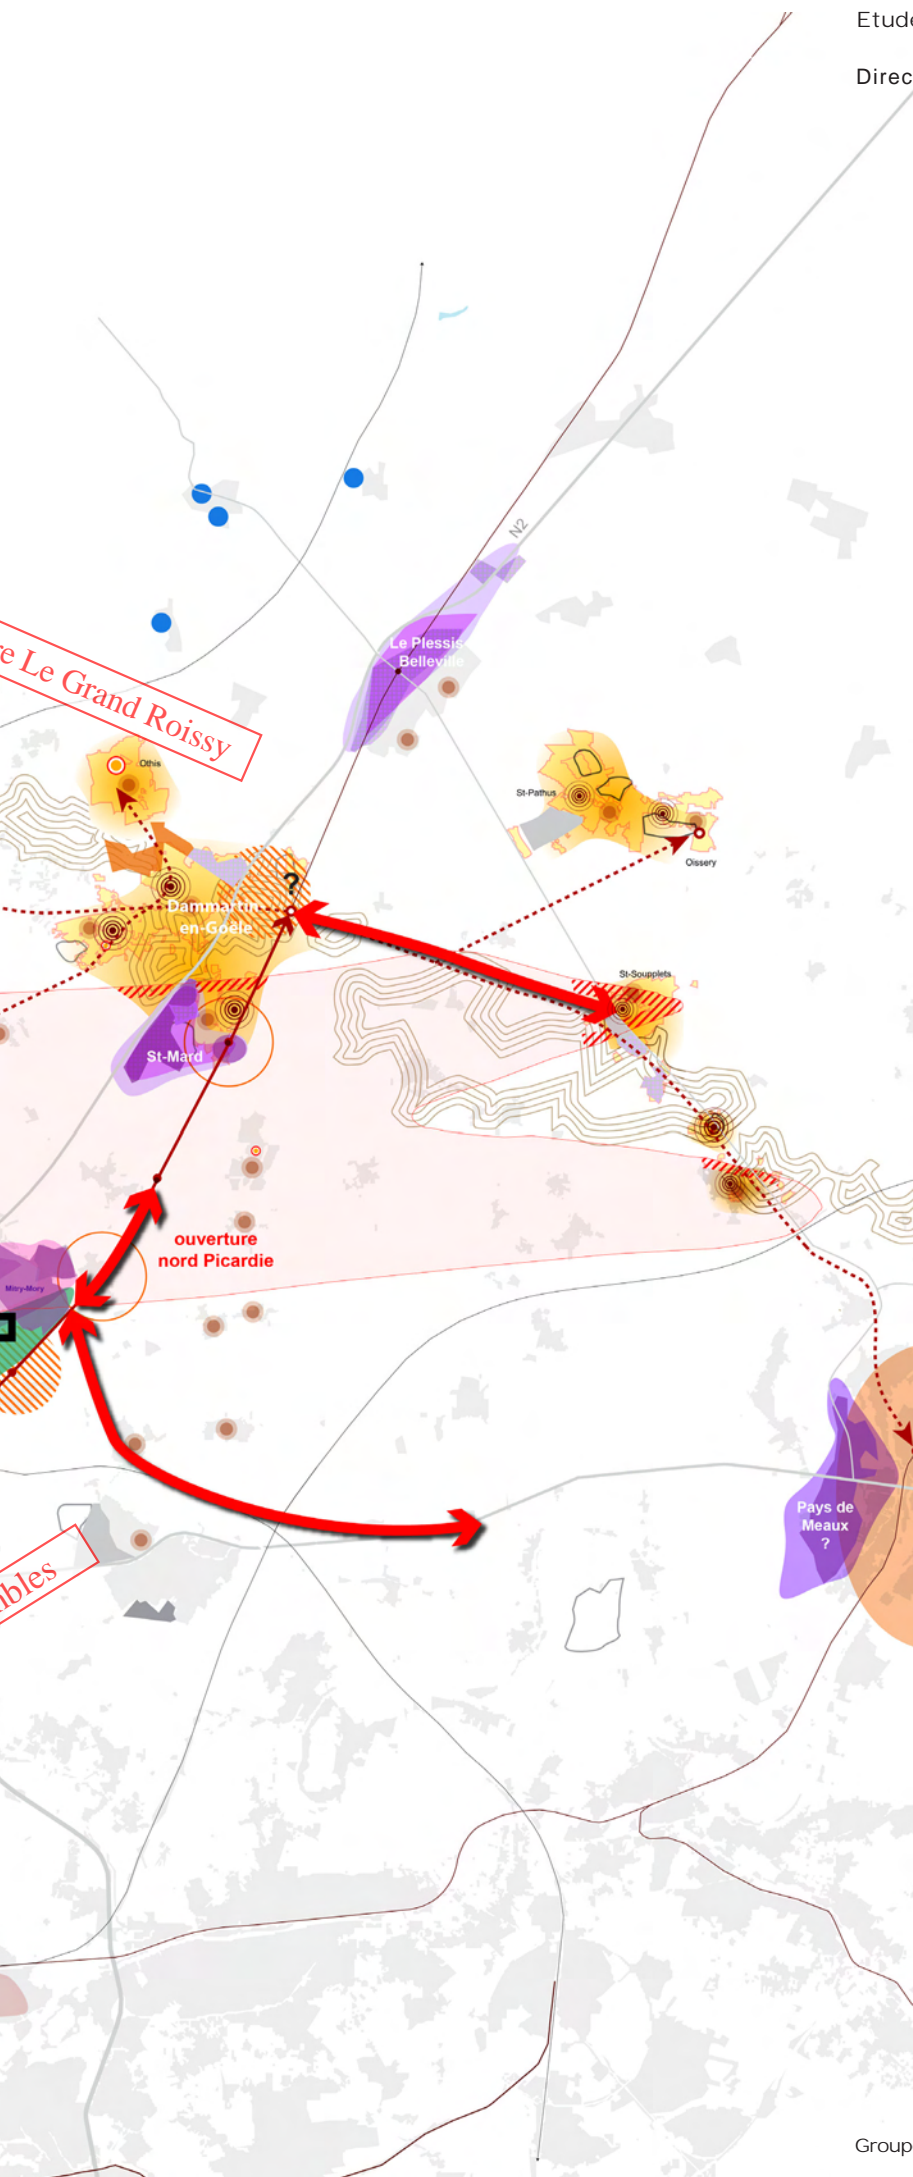 Etude
Direc
N2
Le Plessis
Belleville
re Le Grand Roissy
Othis
St-Pathus
Oissery
?
Dammartin-
en-Goële
St-Soupplets
St-Mard
ouverture
nord Picardie
Mitry-Mory
Pays de
Meaux
?
bles
Group